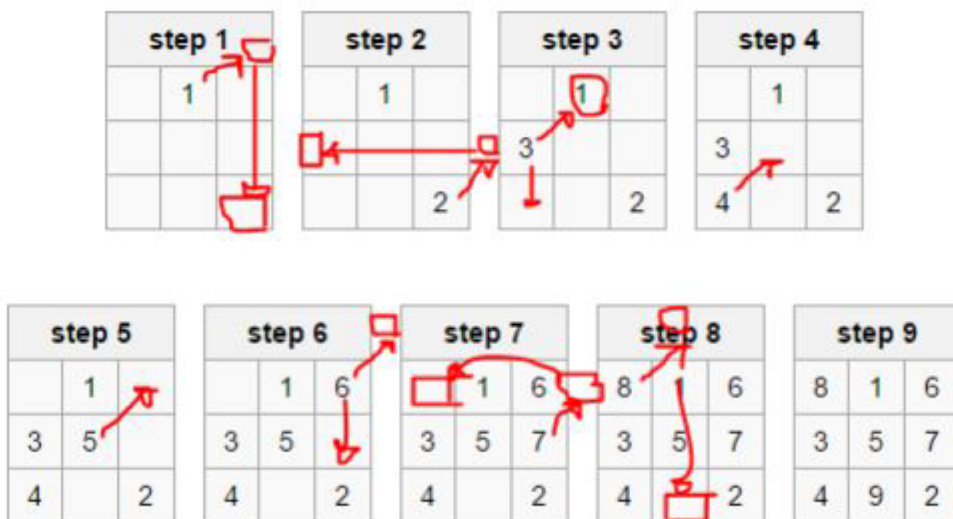 step 1 step 2 step 3 step 4
1 1 1 1
3 3
2 2 4 2
step 5 step 6 step 7 step 8 step 9
1 1 6 1 6 8 1 6 8 1 6
3 5 3 5 3 5 7 3 5 7 3 5 7
4 2 4 2 4 2 4 2 4 9 2